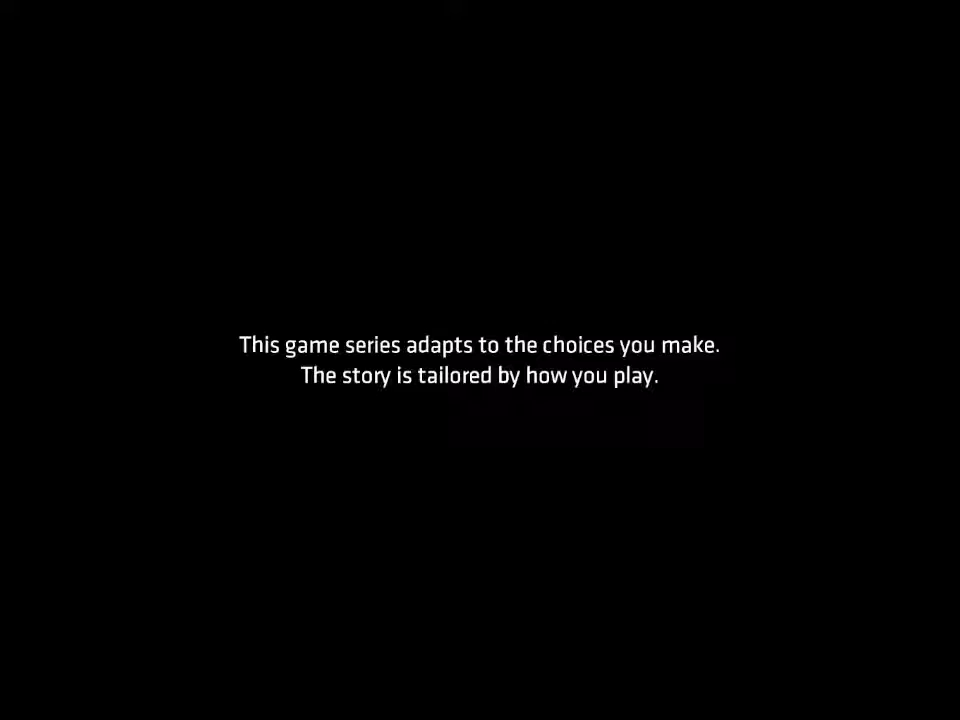 This game series adapts to the choices you make.
The story is tailored by how you play.